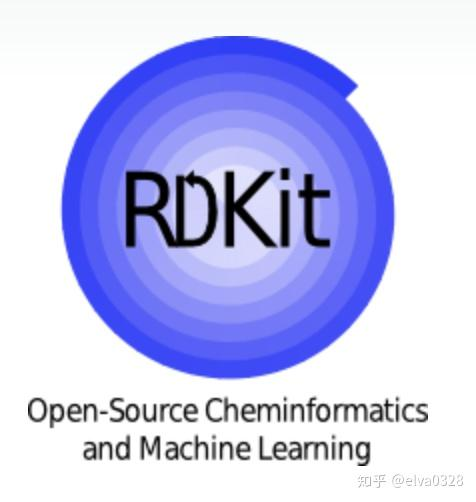 RDKit
Open-Source Cheminformatics
and Machine Learning
知乎 @elva0328